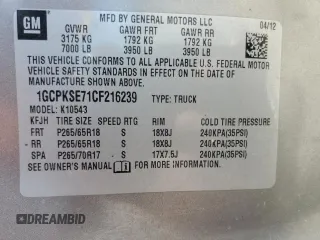 GM
MFD BY GENERAL MOTORS LLC 04/12
GVWR GAWR FRT GAWR RR
3175 KG 1792 KG 1792 KG
7000 LB 3950 LB 3950 LB
THIS VEHICLE CONFORMS TO ALL APPLICABLE U.S. FEDERAL MOTOR VEHICLE SAFETY AND THEFT PREVENTION STANDARDS IN EFFECT ON THE DATE OF MANUFACTURE SHOWN ABOVE.
1GCPKSE71CF216239 TYPE: TRUCK
MODEL: K10543
KFJH TIRE SIZE SPEED RTG RIM COLD TIRE PRESSURE
FRT P265/65R18 S 18X8J 240KPA(35PSI)
RR P265/65R18 S 18X8J 240KPA(35PSI)
SPA P265/70R17 S 17X7.5J 240KPA(35PSI)
SEE OWNER'S MANUAL FOR ADDITIONAL INFORMATION
DREAMBID